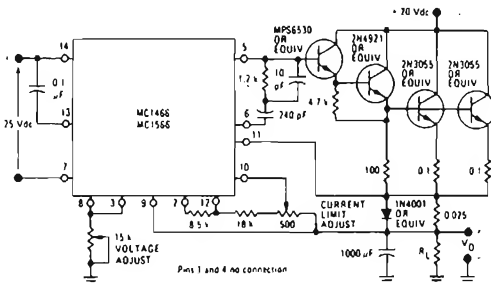 + 20 Vdc
MPS6530
OR
EQUIV
2N4921
OR
EQUIV
2N3055
OR
EQUIV
2N3055
OR
EQUIV
14
5
0.1
μF
1.2 k
10
pF
4.7 k
13
6
240 pF
MC1466
MC1566
11
25 Vdc
7
10
100
0.1
0.1
8
3
9
2
12
CURRENT
LIMIT
ADJUST
1N4001
OR
EQUIV
0.025
8.5 k
18 k
500
15 k
VOLTAGE
ADJUST
1000 μF
RL
VO
+
-
Pins 1 and 4 no connection